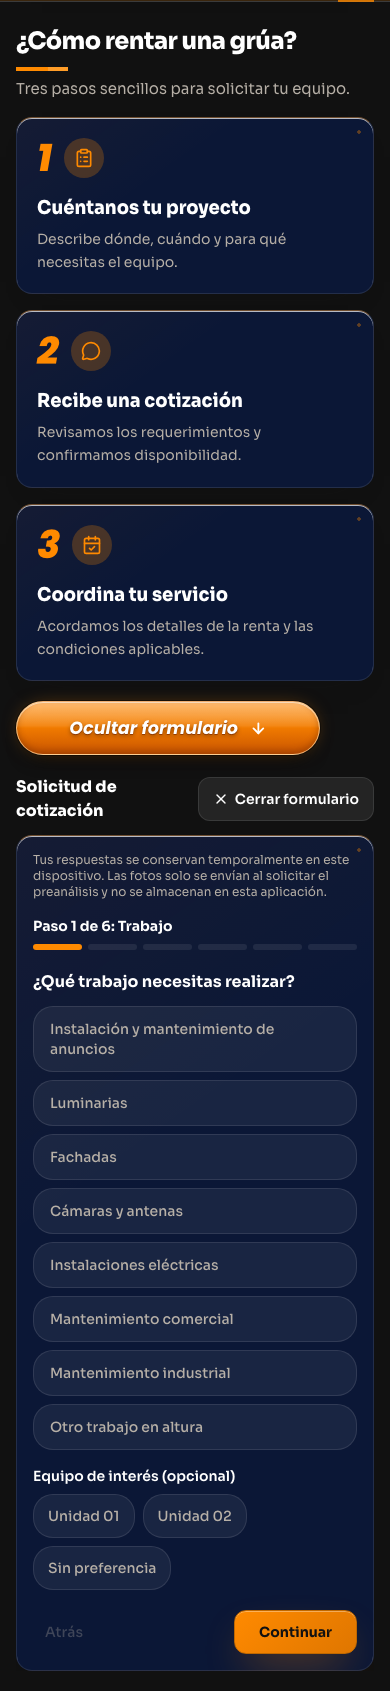 ¿Cómo rentar una grúa?
Tres pasos sencillos para solicitar tu equipo.
1
Cuéntanos tu proyecto
Describe dónde, cuándo y para qué
necesitas el equipo.
2
Recibe una cotización
Revisamos los requerimientos y
confirmamos disponibilidad.
3
Coordina tu servicio
Acordamos los detalles de la renta y las
condiciones aplicables.
Ocultar formulario ↓
Solicitud de
cotización
× Cerrar formulario
Tus respuestas se conservan temporalmente en este
dispositivo. Las fotos solo se envían al solicitar el
preanálisis y no se almacenan en esta aplicación.
Paso 1 de 6: Trabajo
¿Qué trabajo necesitas realizar?
Instalación y mantenimiento de
anuncios
Luminarias
Fachadas
Cámaras y antenas
Instalaciones eléctricas
Mantenimiento comercial
Mantenimiento industrial
Otro trabajo en altura
Equipo de interés (opcional)
Unidad 01 Unidad 02
Sin preferencia
Atrás Continuar